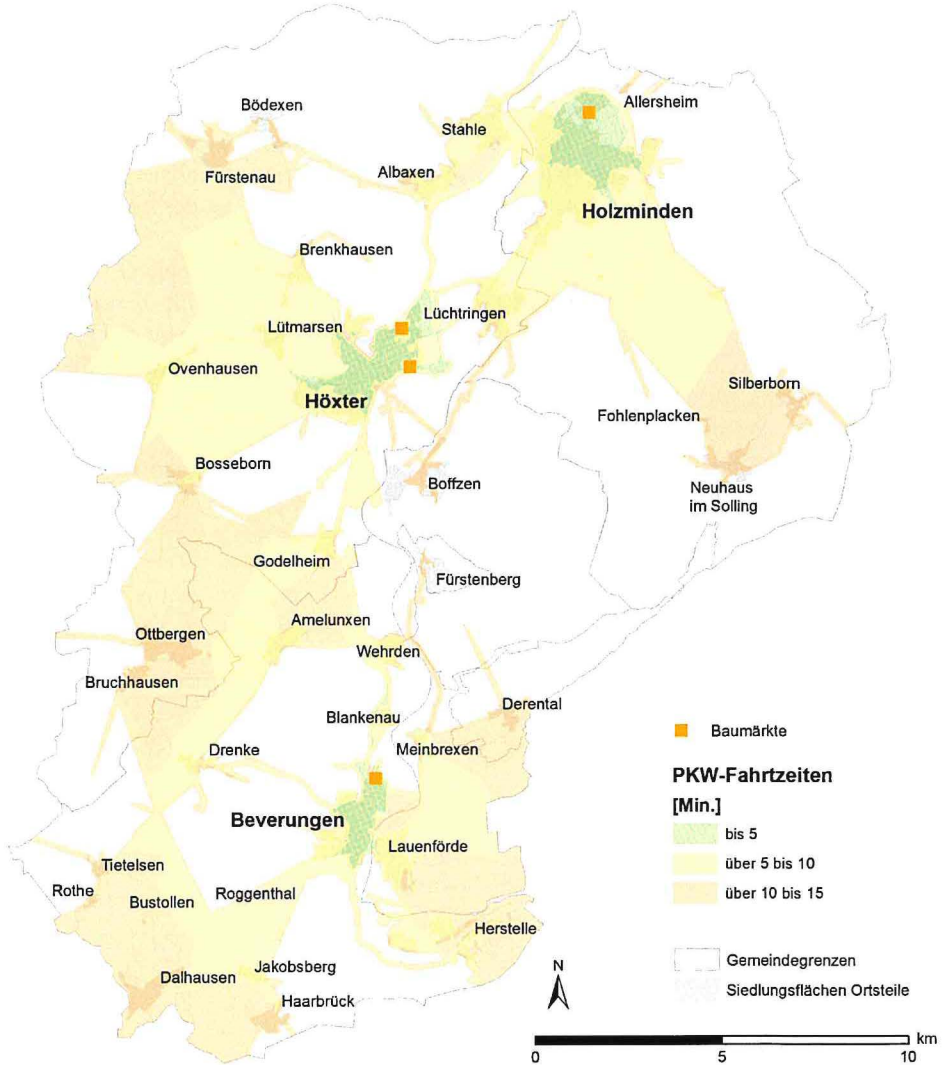 Bödexen
Allersheim
Stahle
Fürstenau
Albaxen
Holzminden
Brenkhausen
Lüchtringen
Lütmarsen
Ovenhausen
Silberborn
Höxter
Fohlenplacken
Bosseborn
Boffzen
Neuhaus
im Solling
Godelheim
Fürstenberg
Amelunxen
Ottbergen
Wehrden
Bruchhausen
Derental
Blankenau
Drenke
Meinbrexen
Beverungen
Lauenförde
Tietelsen
Rothe
Bustollen
Roggenthal
Herstelle
Jakobsberg
Dalhausen
Haarbrück
Baumärkte
PKW-Fahrtzeiten
[Min.]
bis 5
über 5 bis 10
über 10 bis 15
Gemeindegrenzen
Siedlungsflächen Ortsteile
N
km
0 5 10